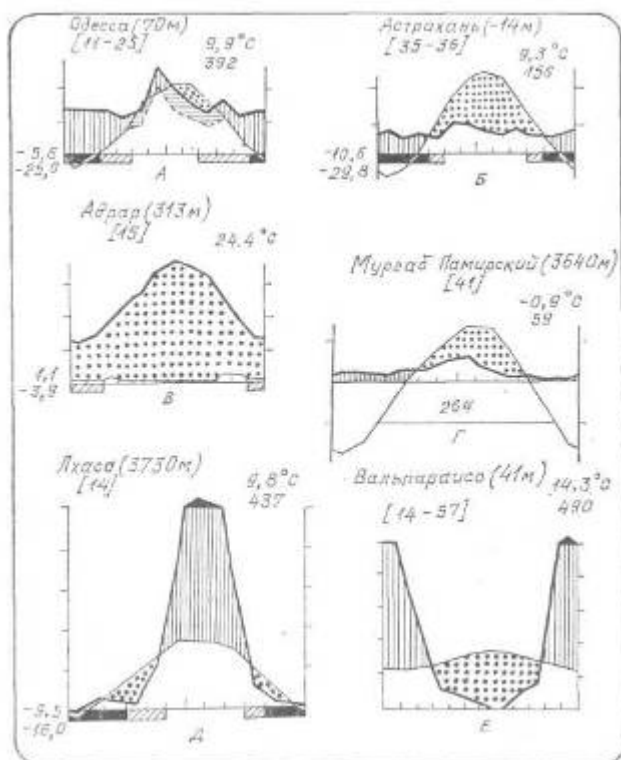 Одесса (70м)
[11-25]
9,9°C
392
-5,6
-25,9
А
Астрахань (-14м)
[35-36]
9,3°C
156
-10,6
-29,8
Б
Адрар (313м)
[15]
24.4°C
1,1
-3,9
В
Мургаб Памирский (3640м)
[41]
-0,9°C
59
264
Г
Лхаса (3730м)
[14]
9,8°C
437
-9,5
-16,0
Д
Вальпараисо (41м)
[14-57]
14,3°C
490
Е